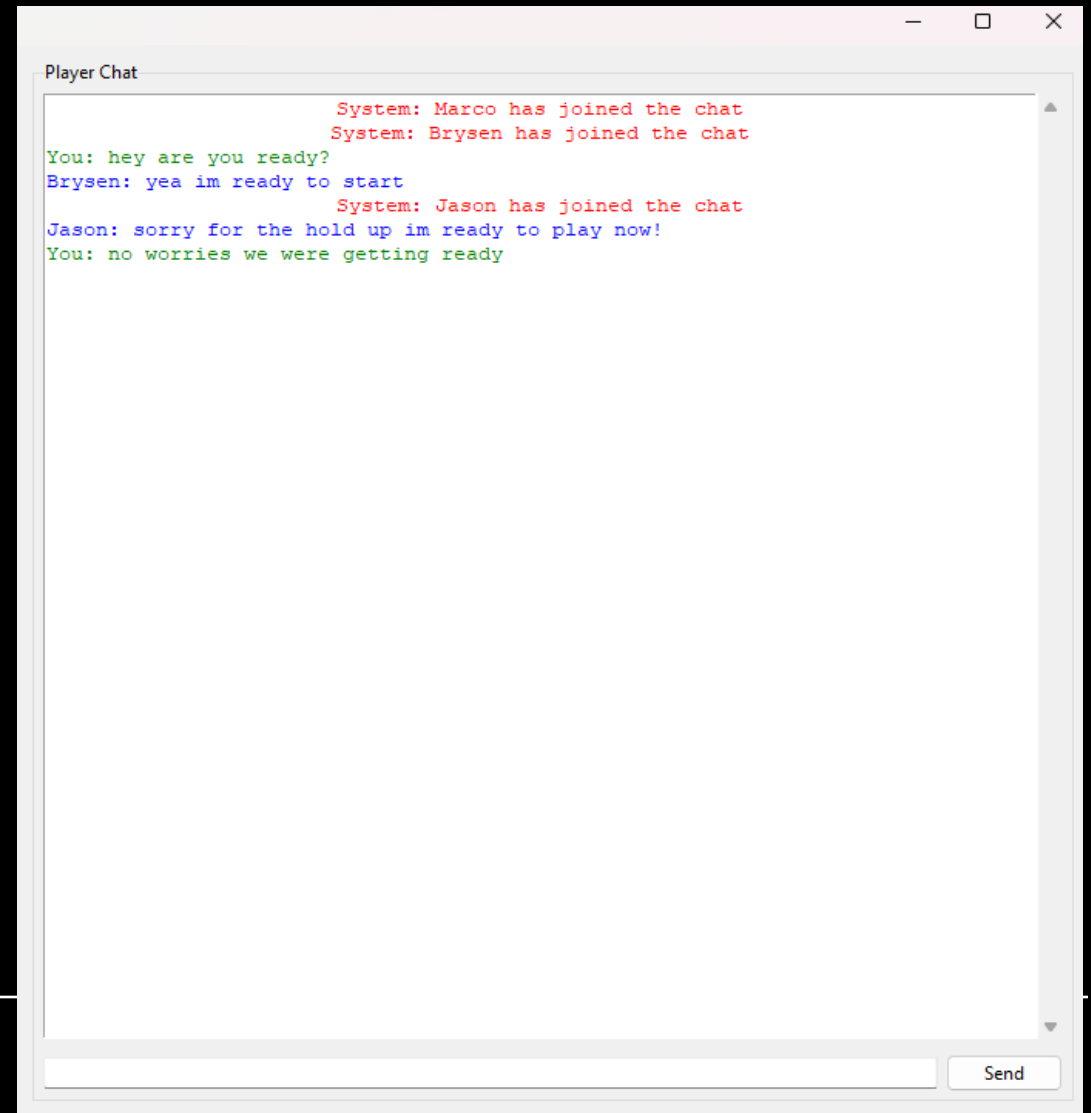 Player Chat
System: Marco has joined the chat
System: Brysen has joined the chat
You: hey are you ready?
Brysen: yea im ready to start
System: Jason has joined the chat
Jason: sorry for the hold up im ready to play now!
You: no worries we were getting ready
Send